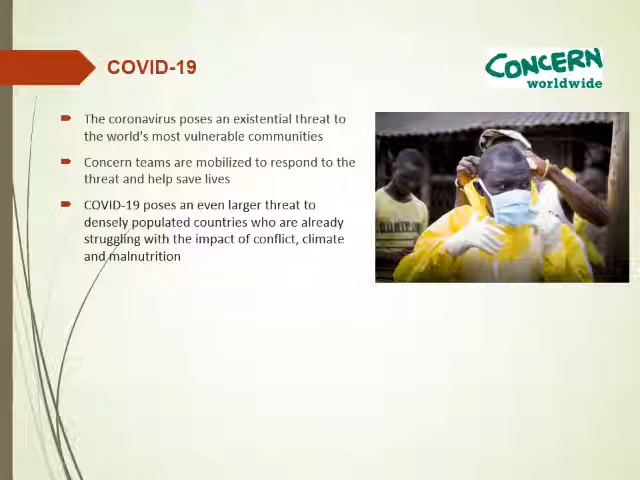 COVID-19
CONCERN
worldwide
The coronavirus poses an existential threat to
the world's most vulnerable communities
Concern teams are mobilized to respond to the
threat and help save lives
COVID-19 poses an even larger threat to
densely populated countries who are already
struggling with the impact of conflict, climate
and malnutrition